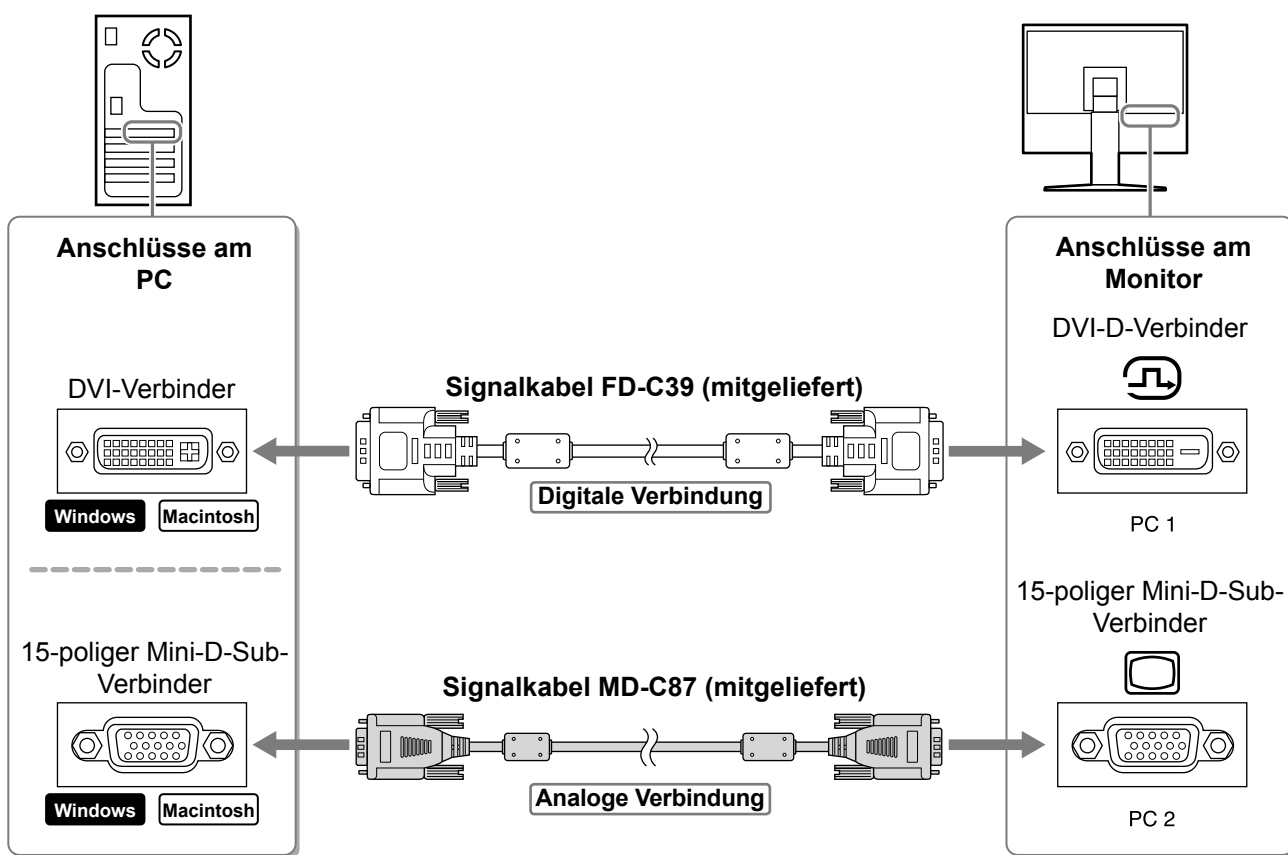 Anschlüsse am
PC
DVI-Verbinder
Windows
Macintosh
15-poliger Mini-D-Sub-
Verbinder
Windows
Macintosh
Signalkabel FD-C39 (mitgeliefert)
Digitale Verbindung
Signalkabel MD-C87 (mitgeliefert)
Analoge Verbindung
Anschlüsse am
Monitor
DVI-D-Verbinder
PC 1
15-poliger Mini-D-Sub-
Verbinder
PC 2